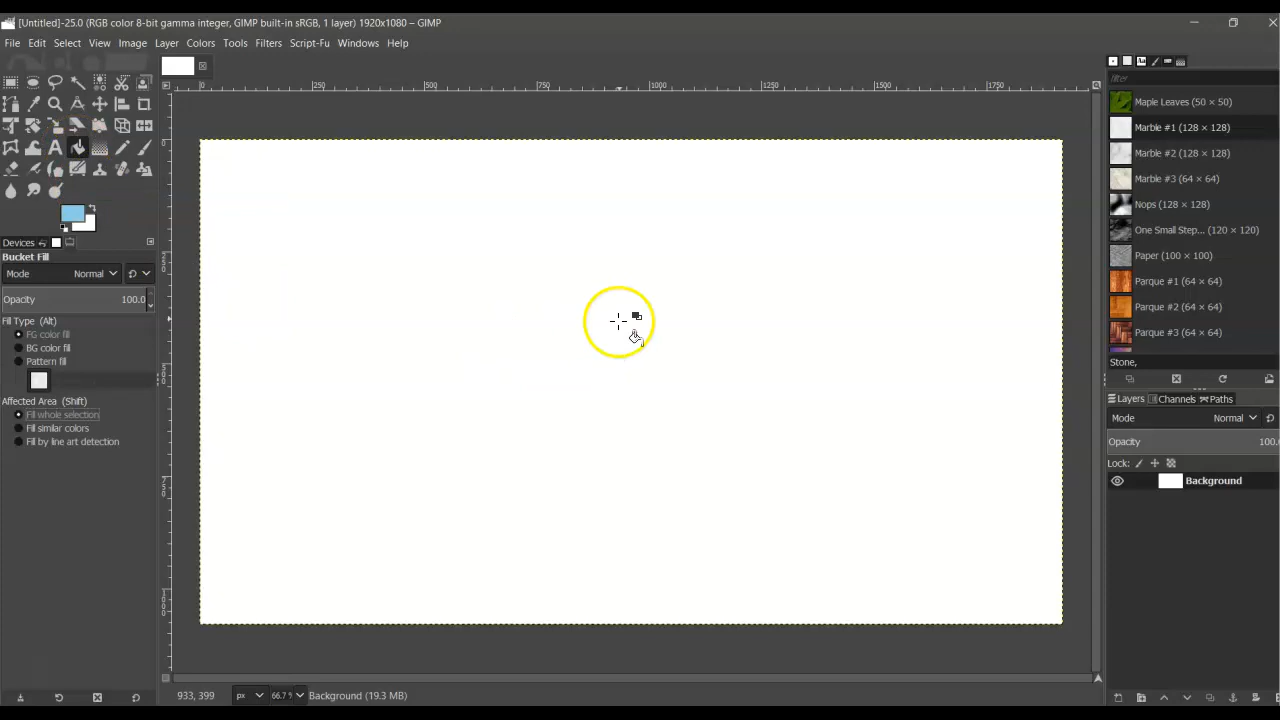 [Untitled]-25.0 (RGB color 8-bit gamma integer, GIMP built-in sRGB, 1 layer) 1920x1080 – GIMP
File Edit Select View Image Layer Colors Tools Filters Script-Fu Windows Help
0 250 500 750 1000 1250 1500 1750
filter
Maple Leaves (50 × 50)
Marble #1 (128 × 128)
Marble #2 (128 × 128)
Marble #3 (64 × 64)
Nops (128 × 128)
One Small Step... (120 × 120)
Paper (100 × 100)
Parque #1 (64 × 64)
Parque #2 (64 × 64)
Parque #3 (64 × 64)
Stone,
Devices
Bucket Fill
Mode Normal
Opacity 100.0
Fill Type (Alt)
FG color fill
BG color fill
Pattern fill
Affected Area (Shift)
Fill whole selection
Fill similar colors
Fill by line art detection
0
250
500
750
1000
Layers Channels Paths
Mode Normal
Opacity 100.
Lock:
Background
933, 399 px 66.7 % Background (19.3 MB)